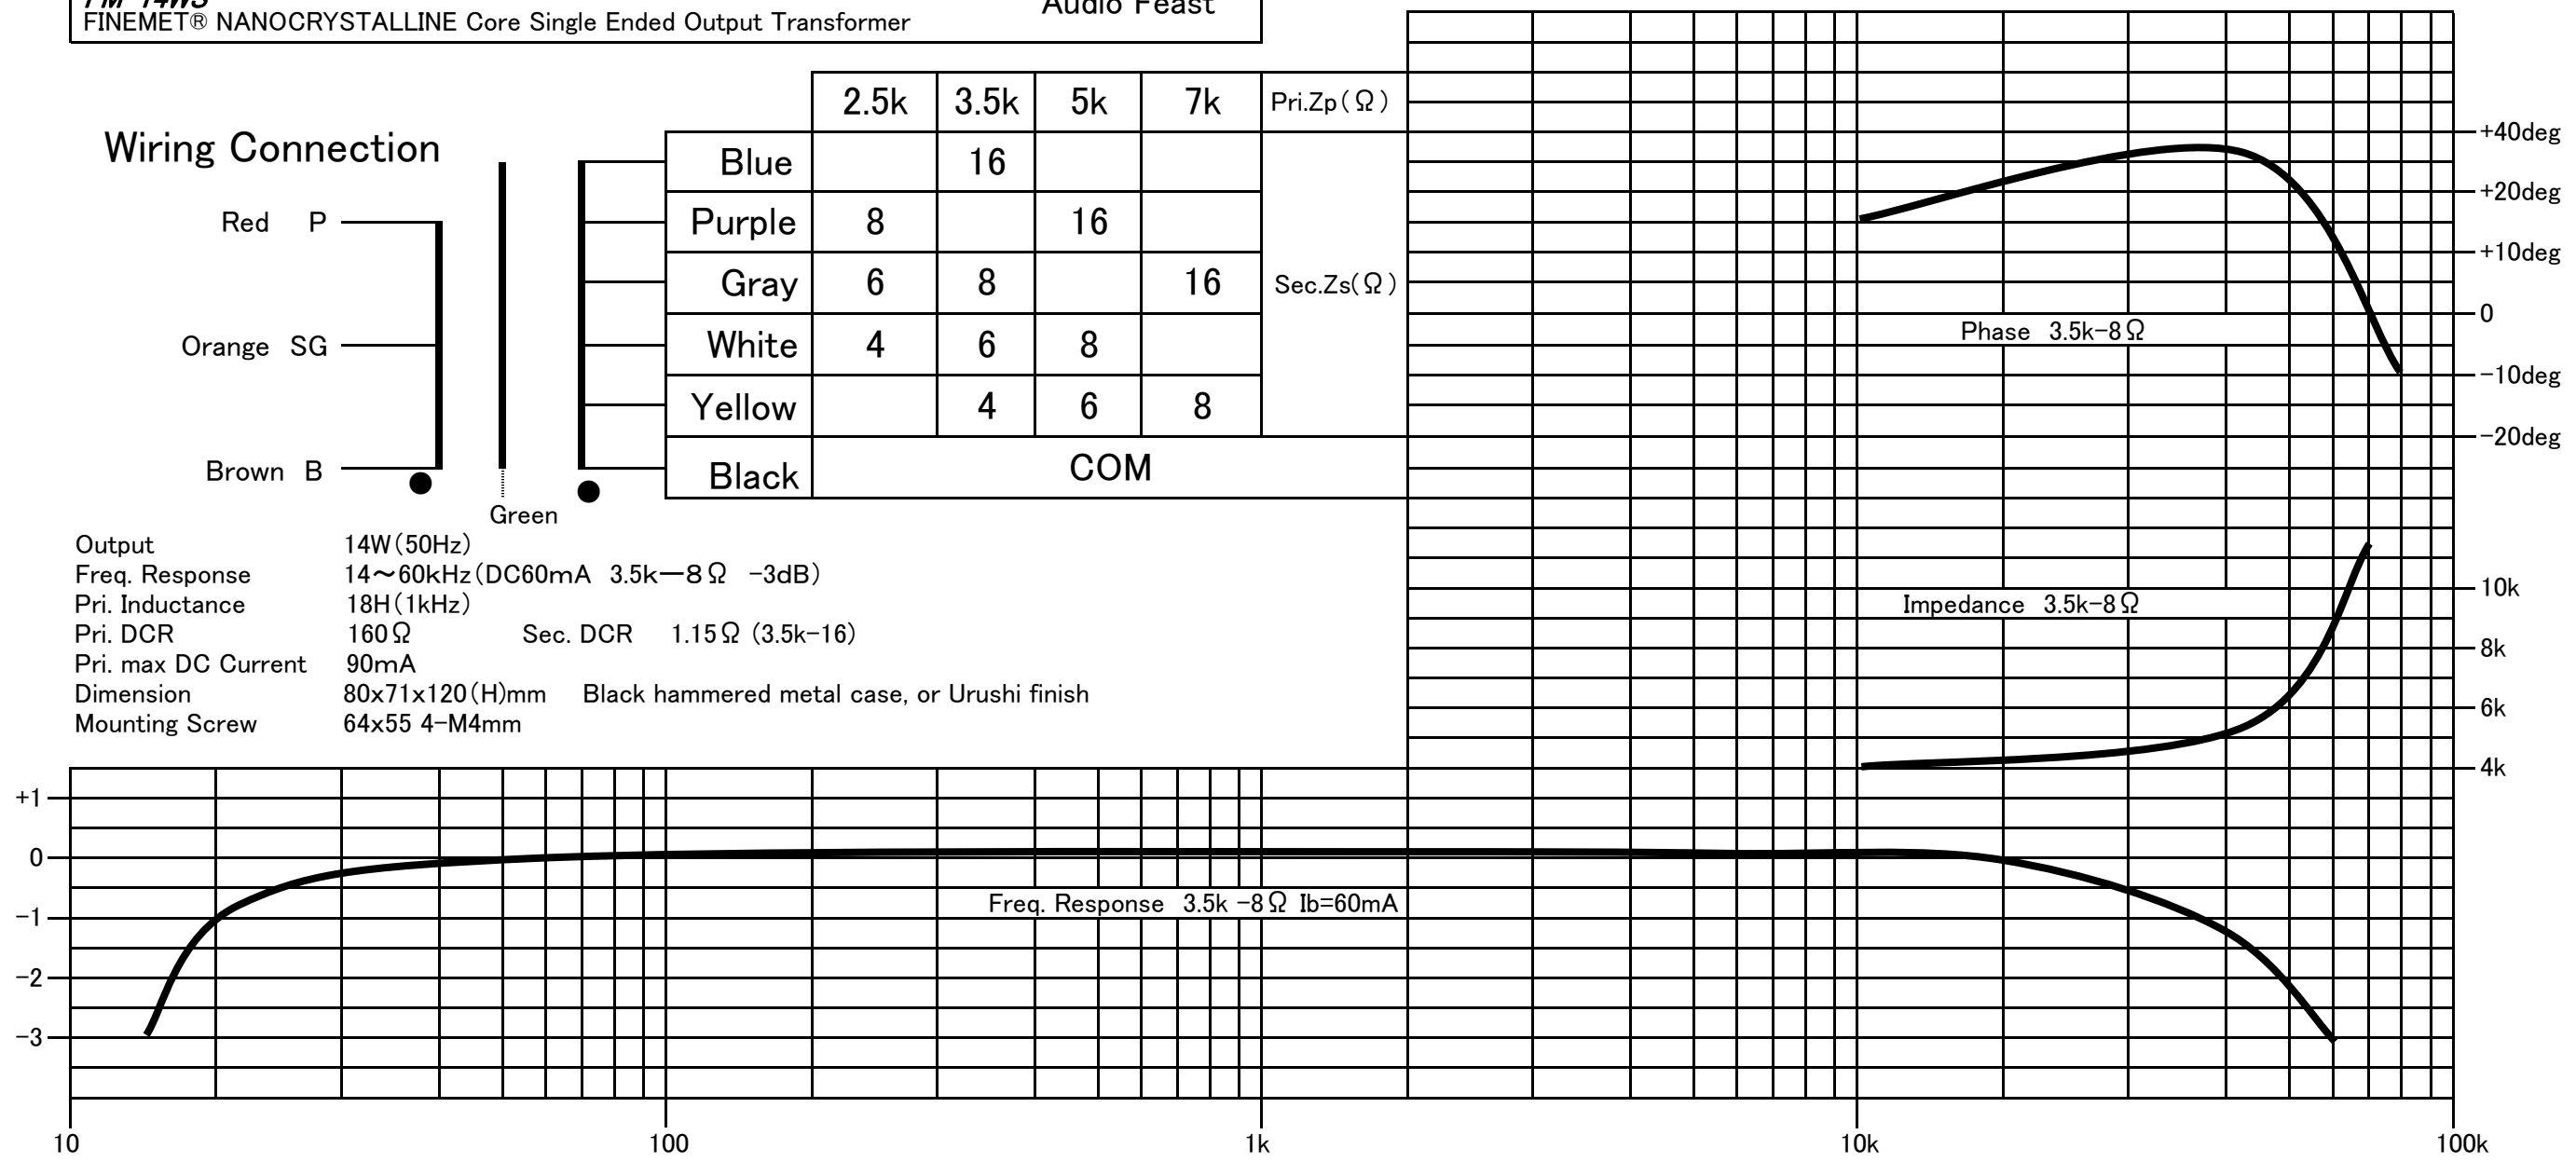 FM-14WS
Audio Feast
FINEMET® NANOCRYSTALLINE Core Single Ended Output Transformer
2.5k 3.5k 5k 7k Pri.Zp(Ω)
Wiring Connection
Blue 16
Red P
Purple 8 16
Gray 6 8 16 Sec.Zs(Ω)
Orange SG
White 4 6 8
Yellow 4 6 8
Brown B
Black COM
Green
Output 14W(50Hz)
Freq. Response 14〜60kHz(DC60mA 3.5k—8Ω -3dB)
Pri. Inductance 18H(1kHz)
Pri. DCR 160Ω Sec. DCR 1.15Ω (3.5k-16)
Pri. max DC Current 90mA
Dimension 80x71x120(H)mm Black hammered metal case, or Urushi finish
Mounting Screw 64x55 4-M4mm
+40deg
+20deg
+10deg
0
Phase 3.5k-8Ω
-10deg
-20deg
10k
Impedance 3.5k-8Ω
8k
6k
4k
+1
0
Freq. Response 3.5k -8Ω Ib=60mA
-1
-2
-3
10 100 1k 10k 100k